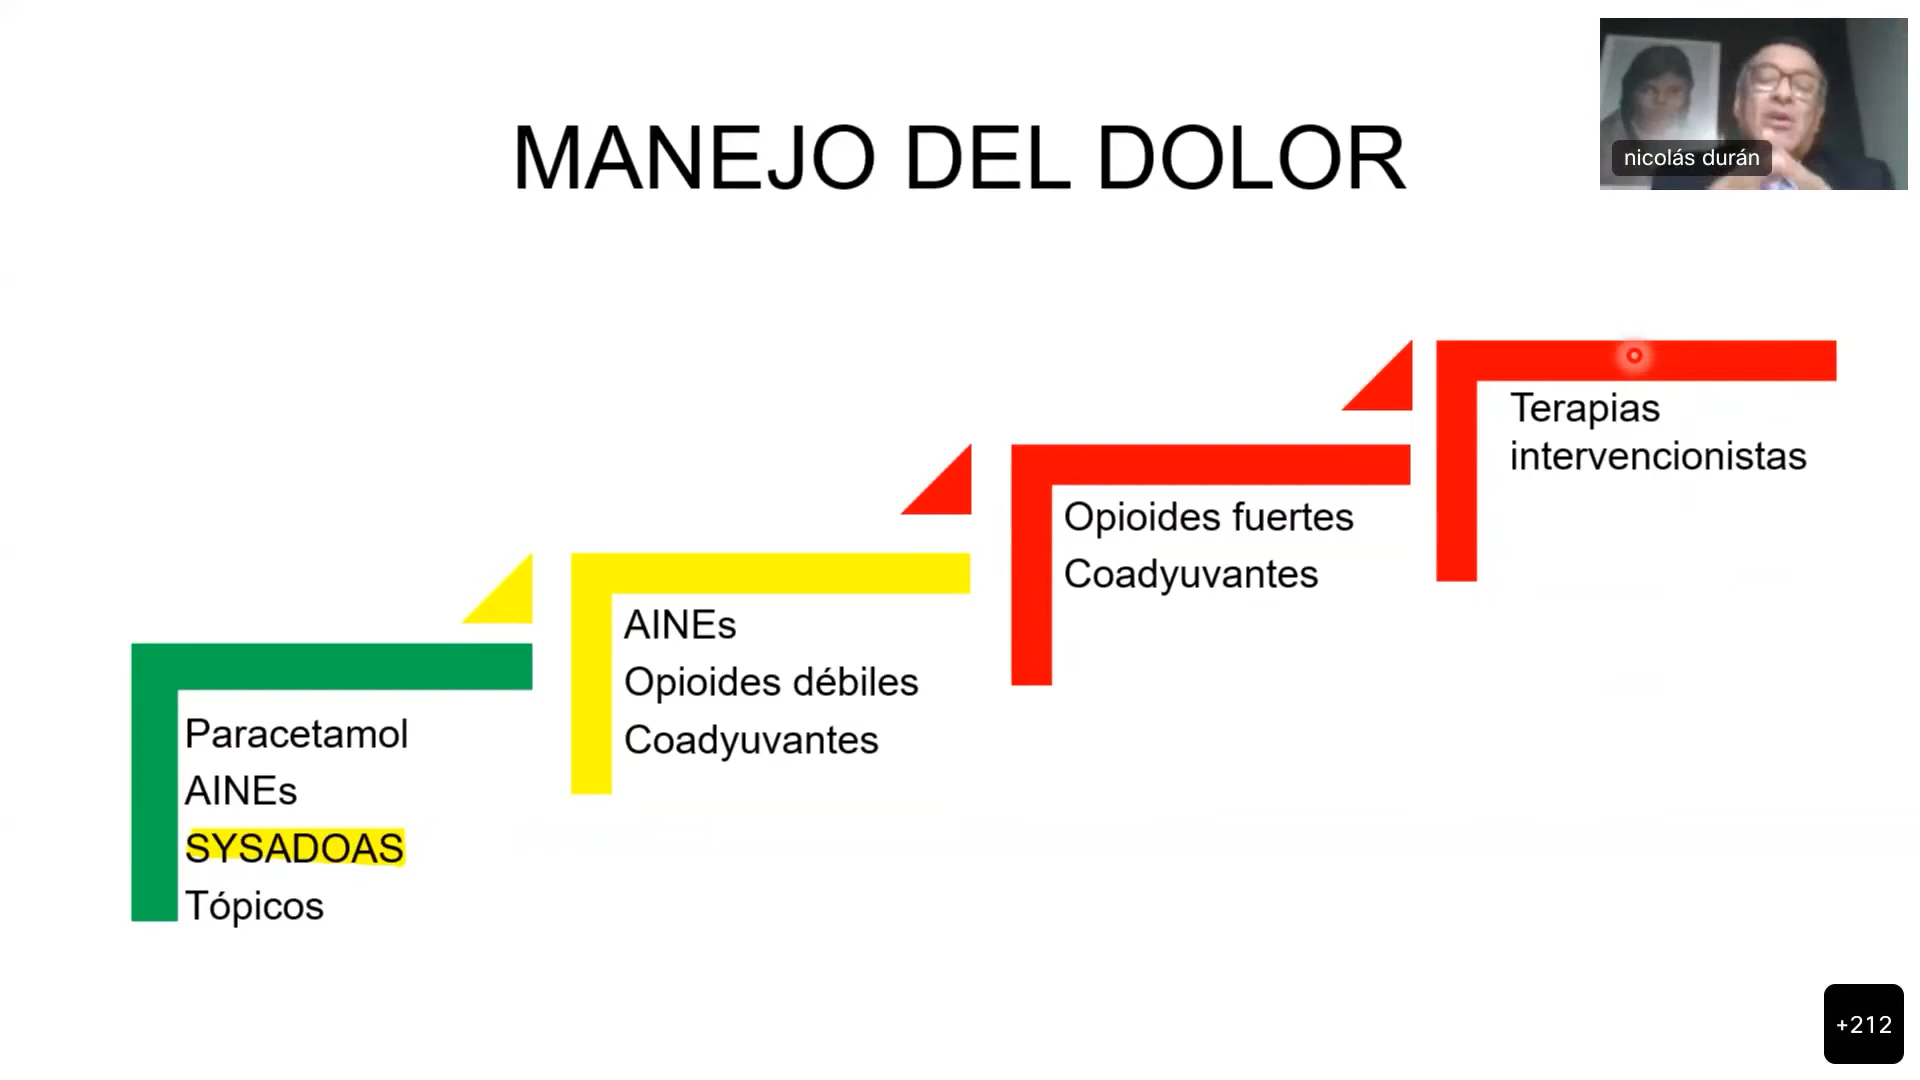 MANEJO DEL DOLOR
nicolás durán
Paracetamol
AINEs
SYSADOAS
Tópicos
AINEs
Opioides débiles
Coadyuvantes
Opioides fuertes
Coadyuvantes
Terapias
intervencionistas
+212